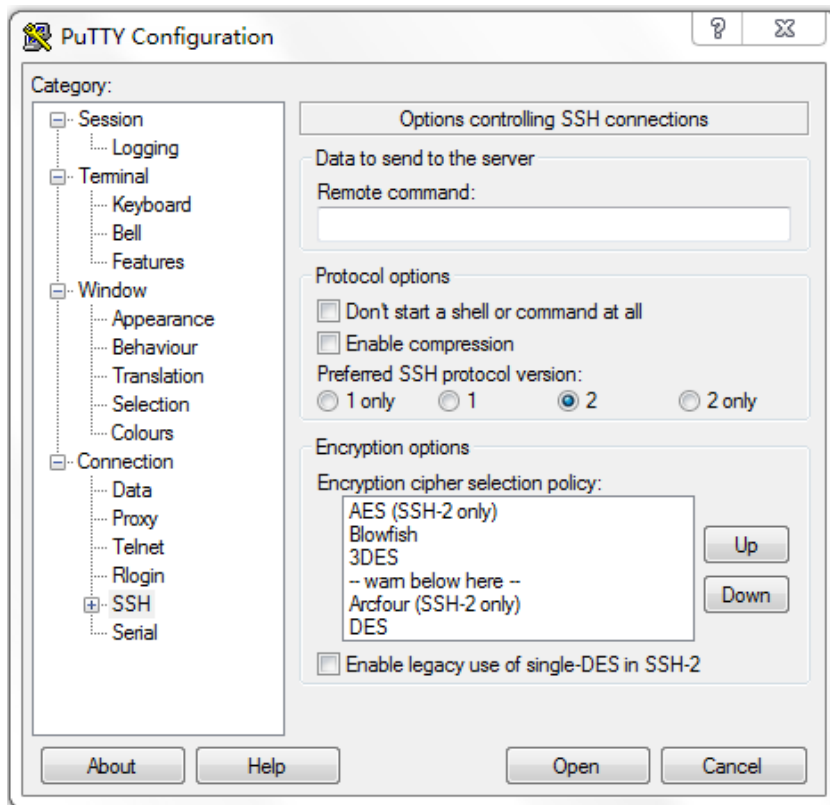 PuTTY Configuration
Category:
Session
Logging
Terminal
Keyboard
Bell
Features
Window
Appearance
Behaviour
Translation
Selection
Colours
Connection
Data
Proxy
Telnet
Rlogin
SSH
Serial
Options controlling SSH connections
Data to send to the server
Remote command:
Protocol options
Don't start a shell or command at all
Enable compression
Preferred SSH protocol version:
1 only 1 2 2 only
Encryption options
Encryption cipher selection policy:
AES (SSH-2 only)
Blowfish
3DES
-- warn below here --
Arcfour (SSH-2 only)
DES
Up
Down
Enable legacy use of single-DES in SSH-2
About Help Open Cancel